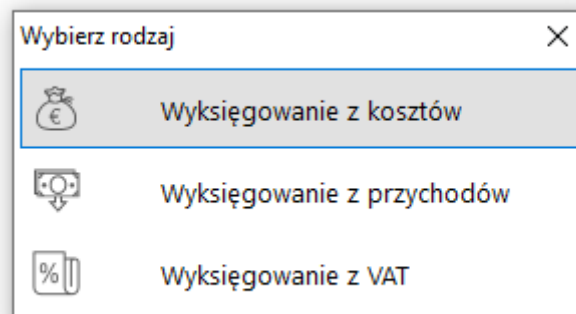 Wybierz rodzaj
Wyksięgowanie z kosztów
Wyksięgowanie z przychodów
Wyksięgowanie z VAT